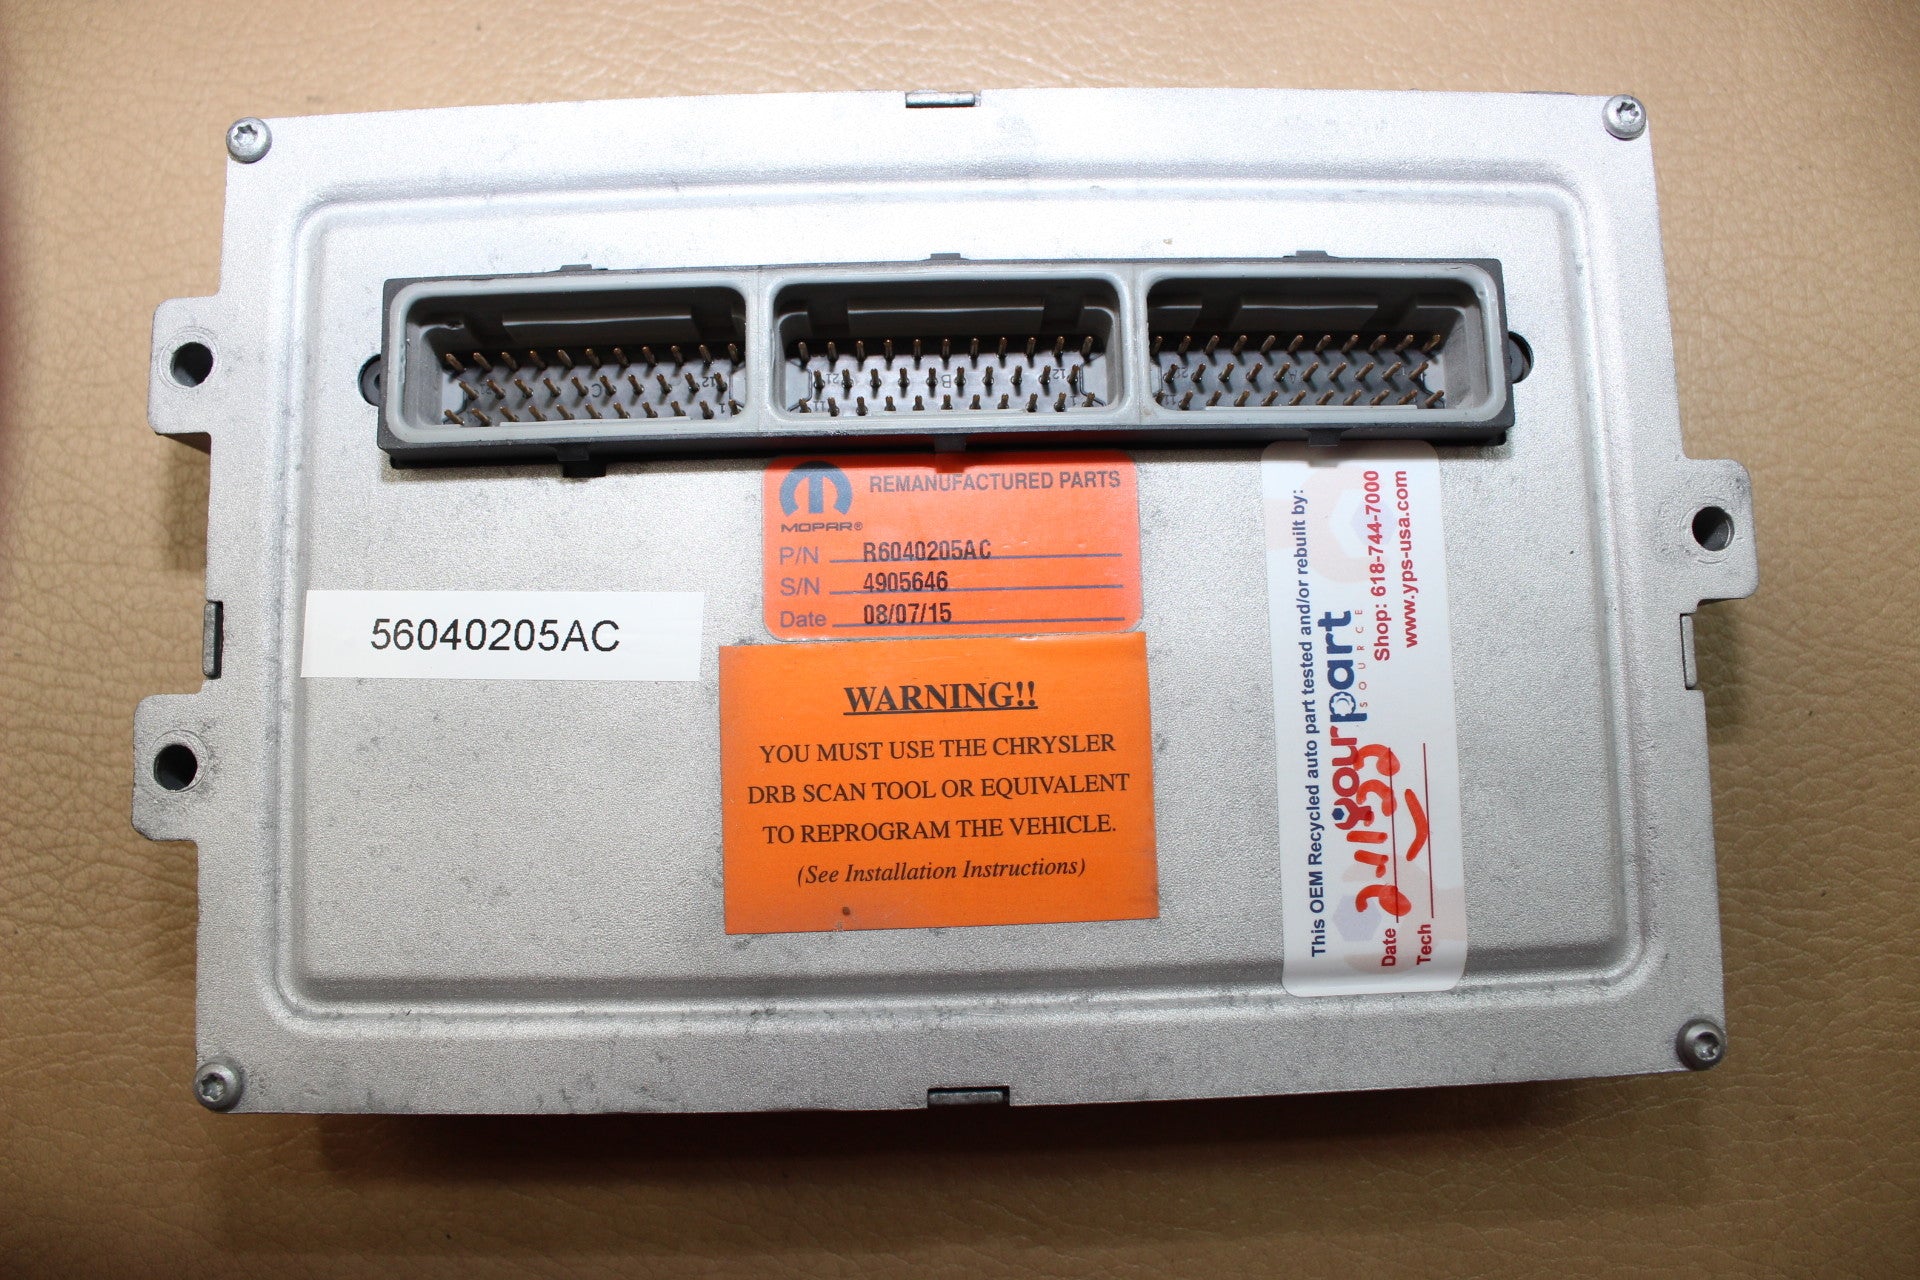 C
B
A
REMANUFACTURED PARTS
MOPAR®
P/N R6040205AC
S/N 4905646
Date 08/07/15
56040205AC
WARNING!!
YOU MUST USE THE CHRYSLER
DRB SCAN TOOL OR EQUIVALENT
TO REPROGRAM THE VEHICLE.
(See Installation Instructions)
This OEM Recycled auto part tested and/or rebuilt by:
yourpart
SOURCE
Shop: 618-744-7000
www.yps-usa.com
Date
Tech